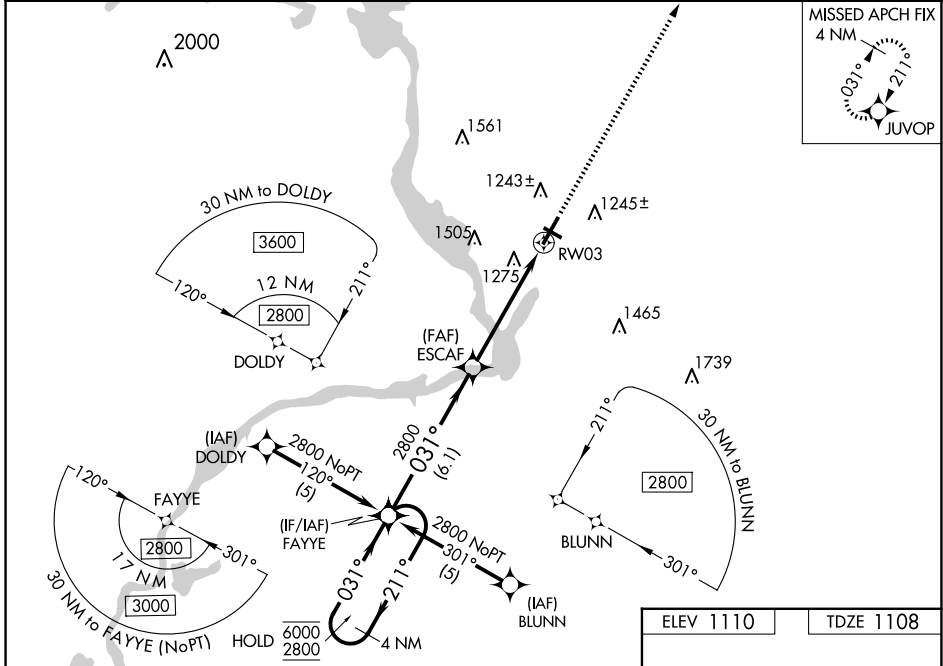 2000
MISSED APCH FIX
4 NM
031°
211°
JUVOP
1561
1243±
1245±
1505
1275
RW03
30 NM to DOLDY
3600
120°
12 NM
211°
2800
DOLDY
1465
1739
(FAF)
ESCAF
2800
031°
(6.1)
(IAF)
DOLDY
2800 NoPT
120°
(5)
211°
30 NM to BLUNN
2800
BLUNN
301°
120°
FAYYE
301°
2800
17 NM
3000
30 NM to FAYYE (NoPT)
(IF/IAF)
FAYYE
2800 NoPT
301°
(5)
(IAF)
BLUNN
031°
211°
HOLD 6000
2800
4 NM
ELEV 1110
TDZE 1108